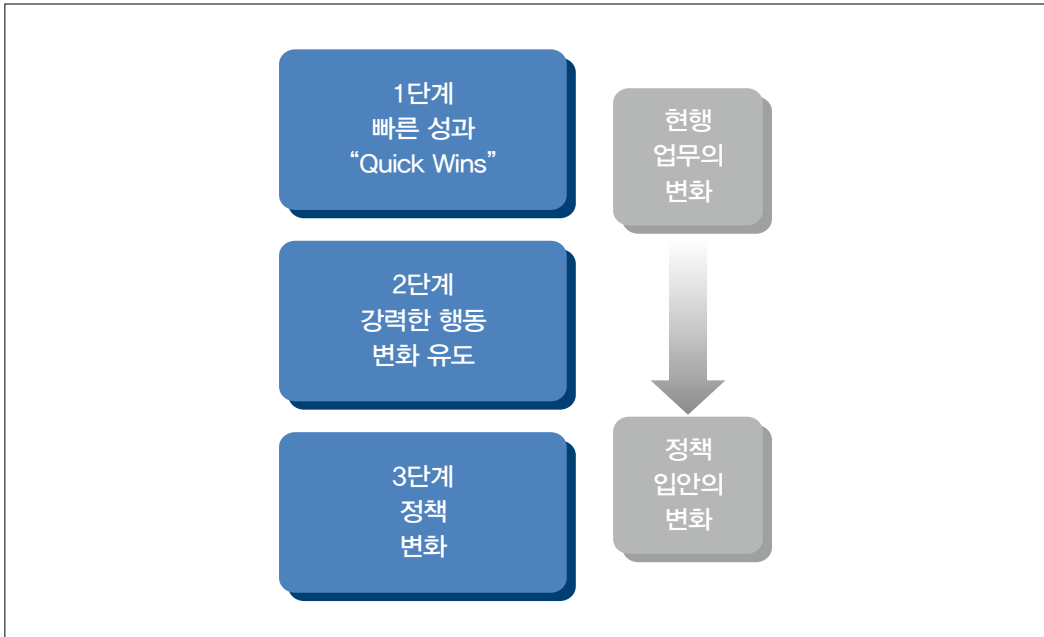 1단계
빠른 성과
“Quick Wins”
2단계
강력한 행동
변화 유도
3단계
정책
변화
현행
업무의
변화
정책
입안의
변화